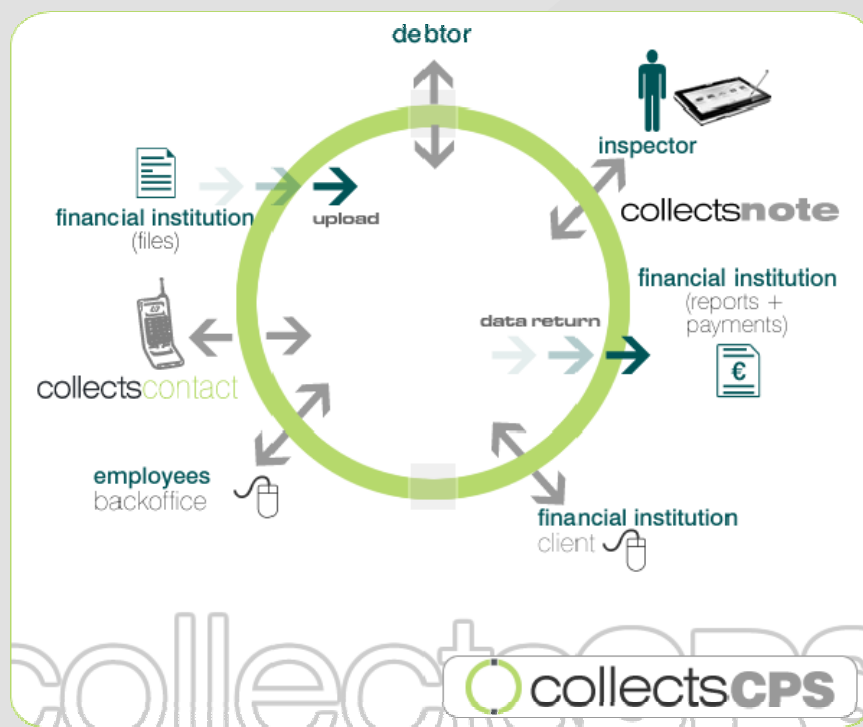 debtor
inspector
collectsnote
financial institution
(files)
upload
financial institution
(reports +
payments)
€
data return
collectscontact
employees
backoffice
financial institution
client
collectsCPS
collectsCPS